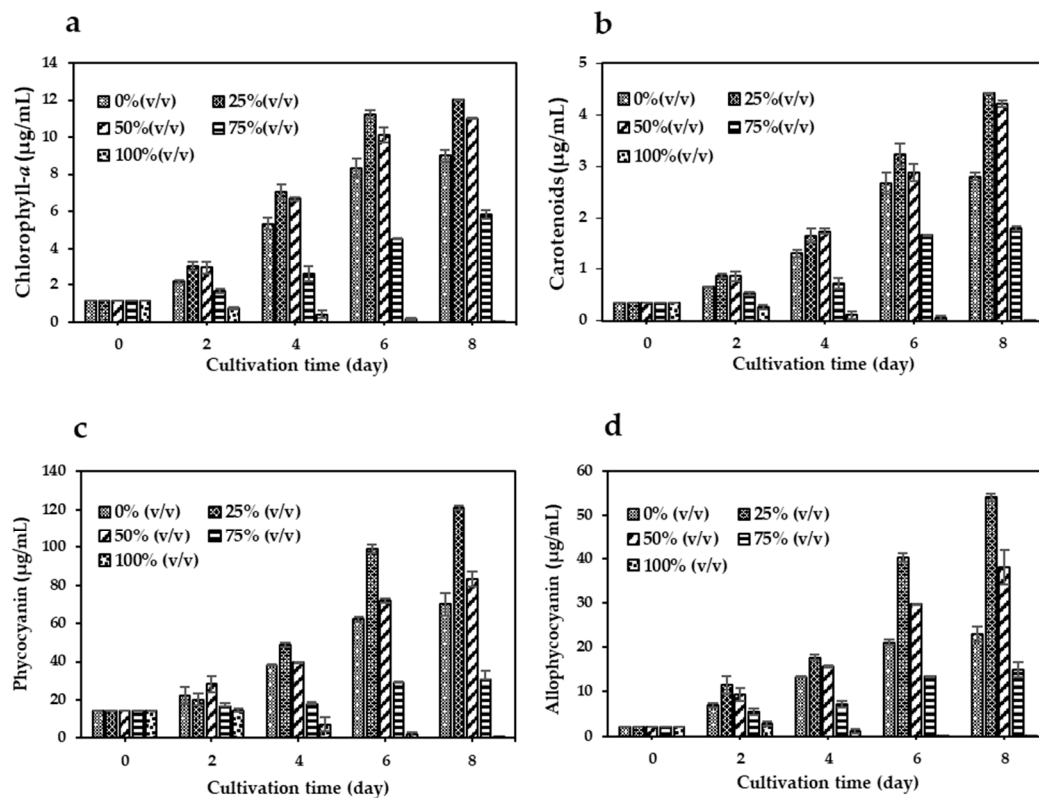 a
Chlorophyll-a (µg/mL)
14
12
10
8
6
4
2
0
0%(v/v) 25%(v/v)
50%(v/v) 75%(v/v)
100%(v/v)
0 2 4 6 8
Cultivation time (day)
b
Carotenoids (µg/mL)
5
4
3
2
1
0
0%(v/v) 25%(v/v)
50%(v/v) 75%(v/v)
100%(v/v)
0 2 4 6 8
Cultivation time (day)
c
Phycocyanin (µg/mL)
140
120
100
80
60
40
20
0
0% (v/v) 25% (v/v)
50% (v/v) 75% (v/v)
100% (v/v)
0 2 4 6 8
Cultivation time (day)
d
Allophycocyanin (µg/mL)
60
50
40
30
20
10
0
0% (v/v) 25% (v/v)
50% (v/v) 75% (v/v)
100% (v/v)
0 2 4 6 8
Cultivation time (day)